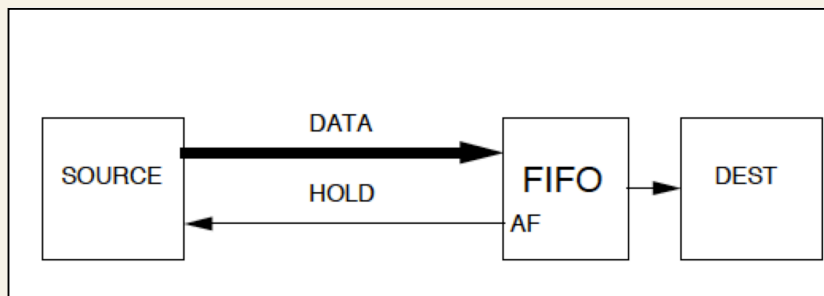 DATA
SOURCE
FIFO
DEST
HOLD
AF